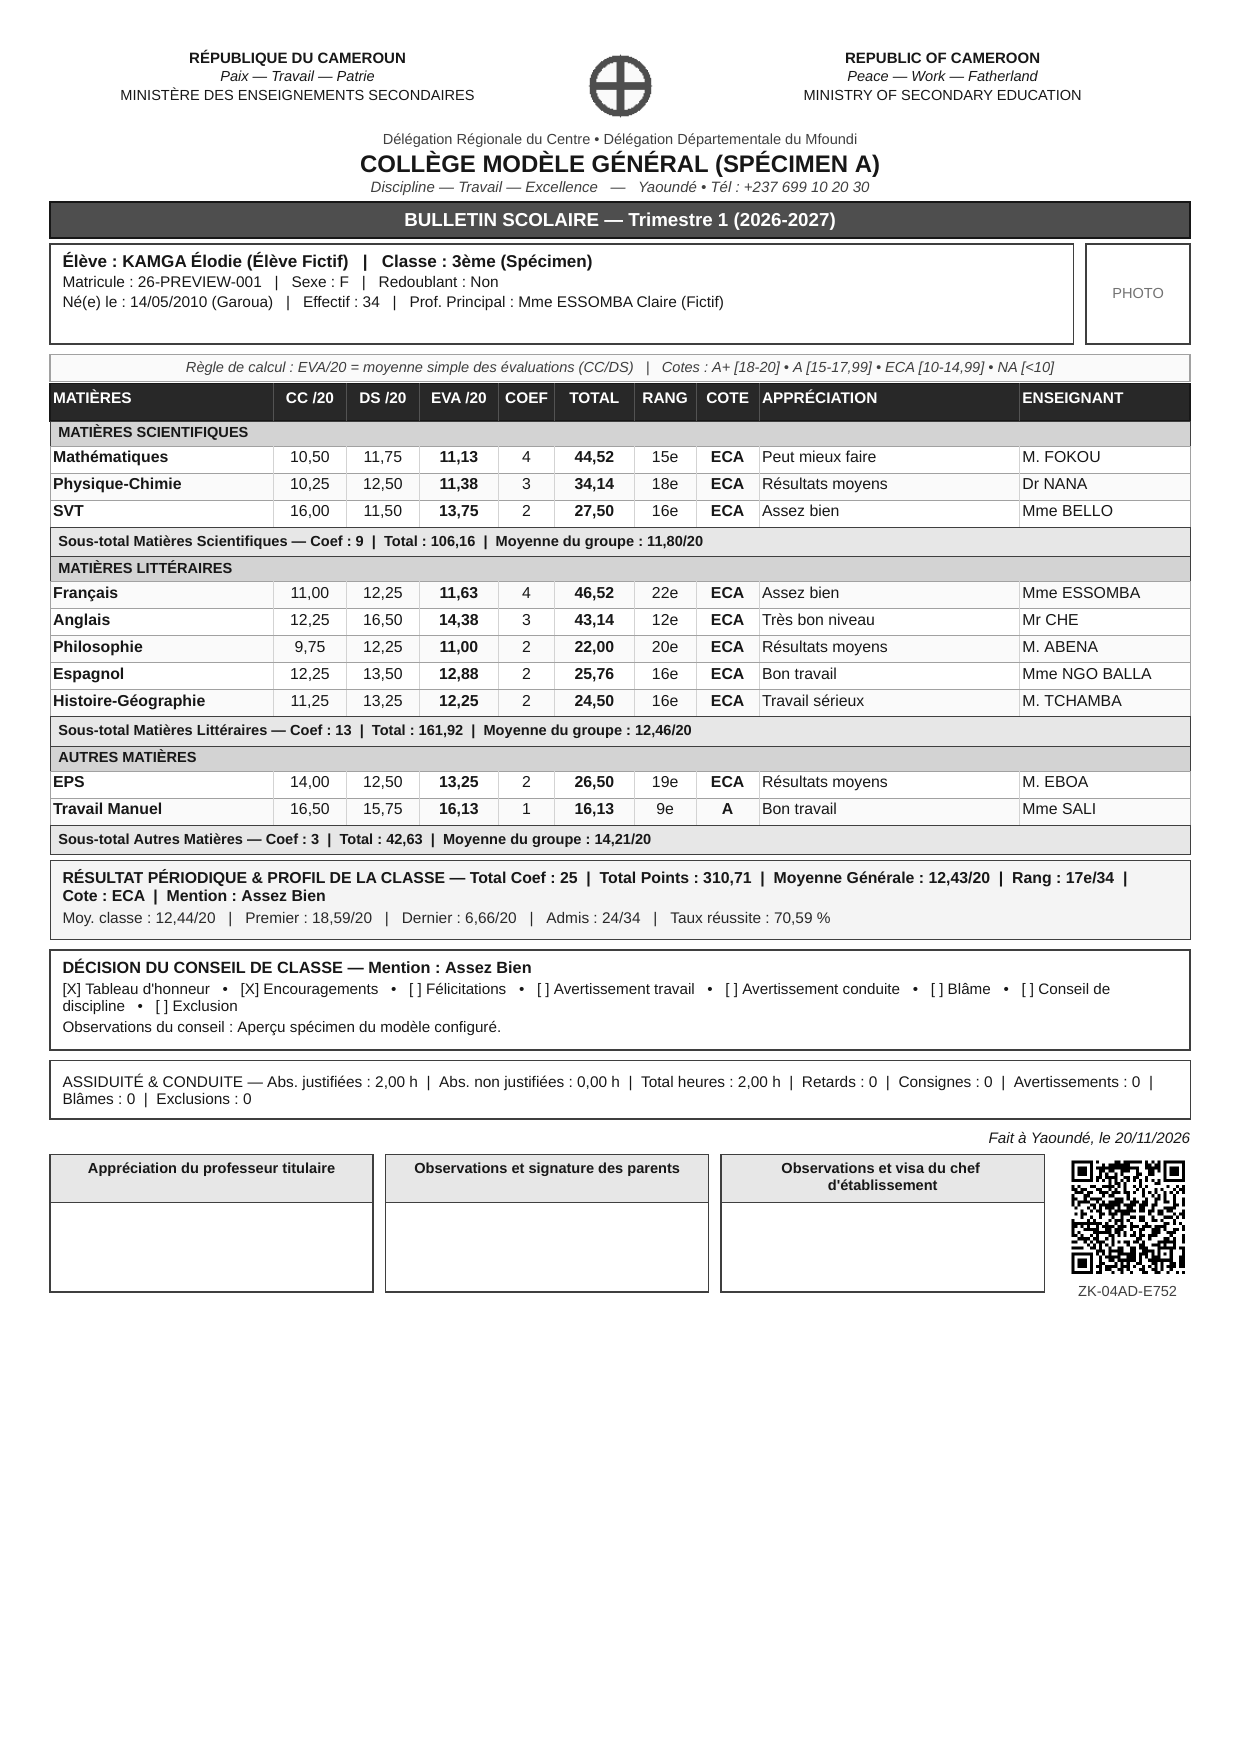 RÉPUBLIQUE DU CAMEROUN
Paix — Travail — Patrie
MINISTÈRE DES ENSEIGNEMENTS SECONDAIRES
REPUBLIC OF CAMEROON
Peace — Work — Fatherland
MINISTRY OF SECONDARY EDUCATION
Délégation Régionale du Centre • Délégation Départementale du Mfoundi
COLLÈGE MODÈLE GÉNÉRAL (SPÉCIMEN A)
Discipline — Travail — Excellence — Yaoundé • Tél : +237 699 10 20 30
BULLETIN SCOLAIRE — Trimestre 1 (2026-2027)
Élève : KAMGA Élodie (Élève Fictif) | Classe : 3ème (Spécimen)
Matricule : 26-PREVIEW-001 | Sexe : F | Redoublant : Non
Né(e) le : 14/05/2010 (Garoua) | Effectif : 34 | Prof. Principal : Mme ESSOMBA Claire (Fictif)
PHOTO
Règle de calcul : EVA/20 = moyenne simple des évaluations (CC/DS) | Cotes : A+ [18-20] • A [15-17,99] • ECA [10-14,99] • NA [<10]
MATIÈRES CC /20 DS /20 EVA /20 COEF TOTAL RANG COTE APPRÉCIATION ENSEIGNANT
MATIÈRES SCIENTIFIQUES
Mathématiques 10,50 11,75 11,13 4 44,52 15e ECA Peut mieux faire M. FOKOU
Physique-Chimie 10,25 12,50 11,38 3 34,14 18e ECA Résultats moyens Dr NANA
SVT 16,00 11,50 13,75 2 27,50 16e ECA Assez bien Mme BELLO
Sous-total Matières Scientifiques — Coef : 9 | Total : 106,16 | Moyenne du groupe : 11,80/20
MATIÈRES LITTÉRAIRES
Français 11,00 12,25 11,63 4 46,52 22e ECA Assez bien Mme ESSOMBA
Anglais 12,25 16,50 14,38 3 43,14 12e ECA Très bon niveau Mr CHE
Philosophie 9,75 12,25 11,00 2 22,00 20e ECA Résultats moyens M. ABENA
Espagnol 12,25 13,50 12,88 2 25,76 16e ECA Bon travail Mme NGO BALLA
Histoire-Géographie 11,25 13,25 12,25 2 24,50 16e ECA Travail sérieux M. TCHAMBA
Sous-total Matières Littéraires — Coef : 13 | Total : 161,92 | Moyenne du groupe : 12,46/20
AUTRES MATIÈRES
EPS 14,00 12,50 13,25 2 26,50 19e ECA Résultats moyens M. EBOA
Travail Manuel 16,50 15,75 16,13 1 16,13 9e A Bon travail Mme SALI
Sous-total Autres Matières — Coef : 3 | Total : 42,63 | Moyenne du groupe : 14,21/20
RÉSULTAT PÉRIODIQUE & PROFIL DE LA CLASSE — Total Coef : 25 | Total Points : 310,71 | Moyenne Générale : 12,43/20 | Rang : 17e/34 |
Cote : ECA | Mention : Assez Bien
Moy. classe : 12,44/20 | Premier : 18,59/20 | Dernier : 6,66/20 | Admis : 24/34 | Taux réussite : 70,59 %
DÉCISION DU CONSEIL DE CLASSE — Mention : Assez Bien
[X] Tableau d'honneur • [X] Encouragements • [ ] Félicitations • [ ] Avertissement travail • [ ] Avertissement conduite • [ ] Blâme • [ ] Conseil de
discipline • [ ] Exclusion
Observations du conseil : Aperçu spécimen du modèle configuré.
ASSIDUITÉ & CONDUITE — Abs. justifiées : 2,00 h | Abs. non justifiées : 0,00 h | Total heures : 2,00 h | Retards : 0 | Consignes : 0 | Avertissements : 0 |
Blâmes : 0 | Exclusions : 0
Fait à Yaoundé, le 20/11/2026
Appréciation du professeur titulaire
Observations et signature des parents
Observations et visa du chef
d'établissement
ZK-04AD-E752